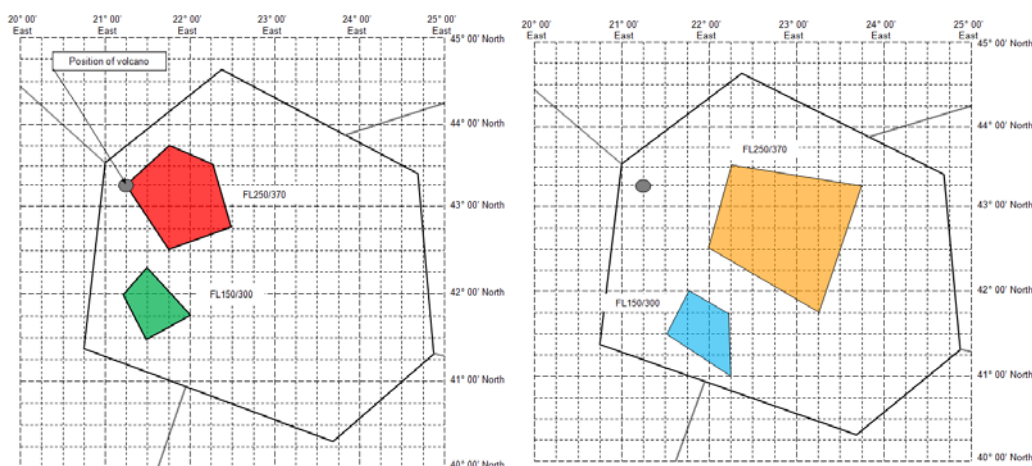 20° 00' East
21° 00' East
22° 00' East
23° 00' East
24° 00' East
25° 00' East
45° 00' North
Position of volcano
44° 00' North
FL250/370
43° 00' North
FL150/300
42° 00' North
41° 00' North
40° 00' North
20° 00' East
21° 00' East
22° 00' East
23° 00' East
24° 00' East
25° 00' East
45° 00' North
44° 00' North
FL250/370
43° 00' North
42° 00' North
FL150/300
41° 00' North
40° 00' North